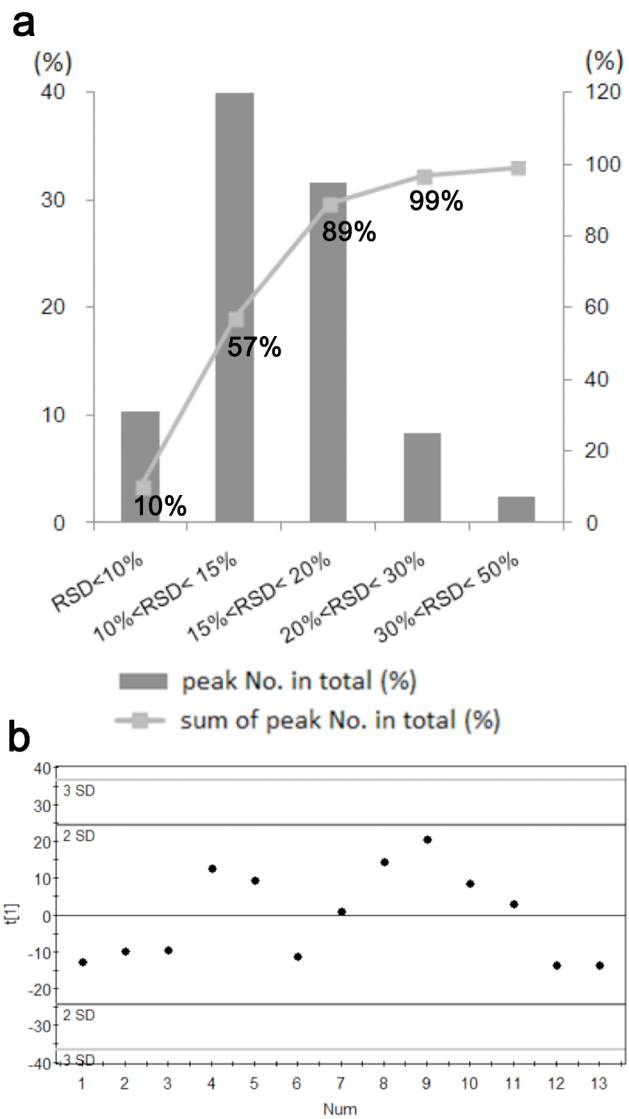 a
(%) (%)
40 120
100
30
99%
89% 80
20 60
57%
40
10
20
10%
0 0
RSD<10%
10%<RSD< 15%
15%<RSD< 20%
20%<RSD< 30%
30%<RSD< 50%
peak No. in total (%)
sum of peak No. in total (%)
b
40
3 SD
30
2 SD
20
10
t[1]
0
-10
-20
2 SD
-30
3 SD
-40
1 2 3 4 5 6 7 8 9 10 11 12 13
Num